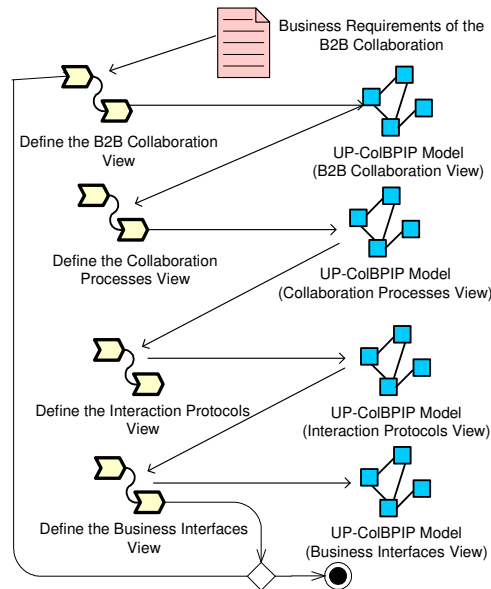 Business Requirements of the
B2B Collaboration
Define the B2B Collaboration
View
UP-ColBPIP Model
(B2B Collaboration View)
Define the Collaboration
Processes View
UP-ColBPIP Model
(Collaboration Processes View)
Define the Interaction Protocols
View
UP-ColBPIP Model
(Interaction Protocols View)
Define the Business Interfaces
View
UP-ColBPIP Model
(Business Interfaces View)